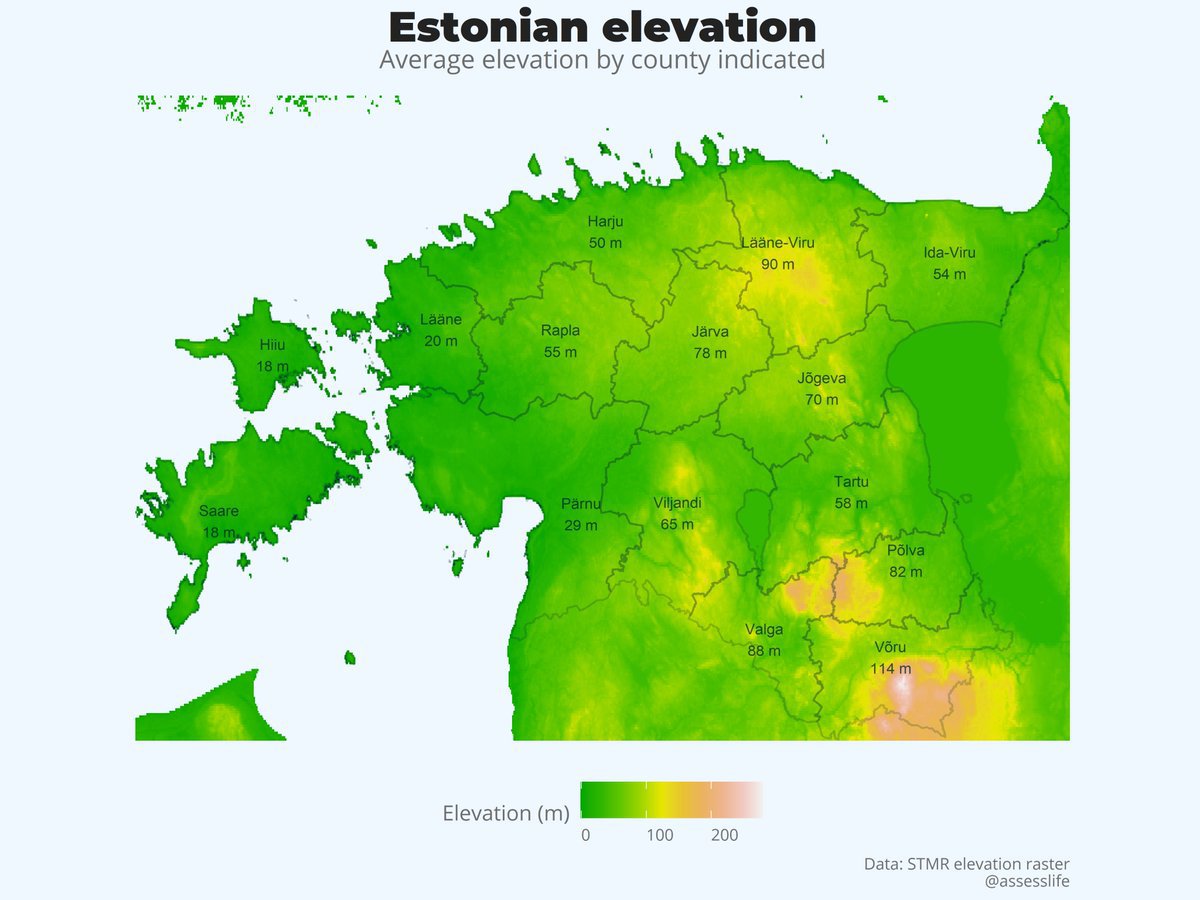 Estonian elevation
Average elevation by county indicated
Harju
50 m
Lääne-Viru
90 m
Ida-Viru
54 m
Lääne
20 m
Rapla
55 m
Järva
78 m
Hiiu
18 m
Jõgeva
70 m
Saare
18 m
Pärnu
29 m
Viljandi
65 m
Tartu
58 m
Põlva
82 m
Valga
88 m
Võru
114 m
Elevation (m)
0 100 200
Data: STMR elevation raster
@assesslife